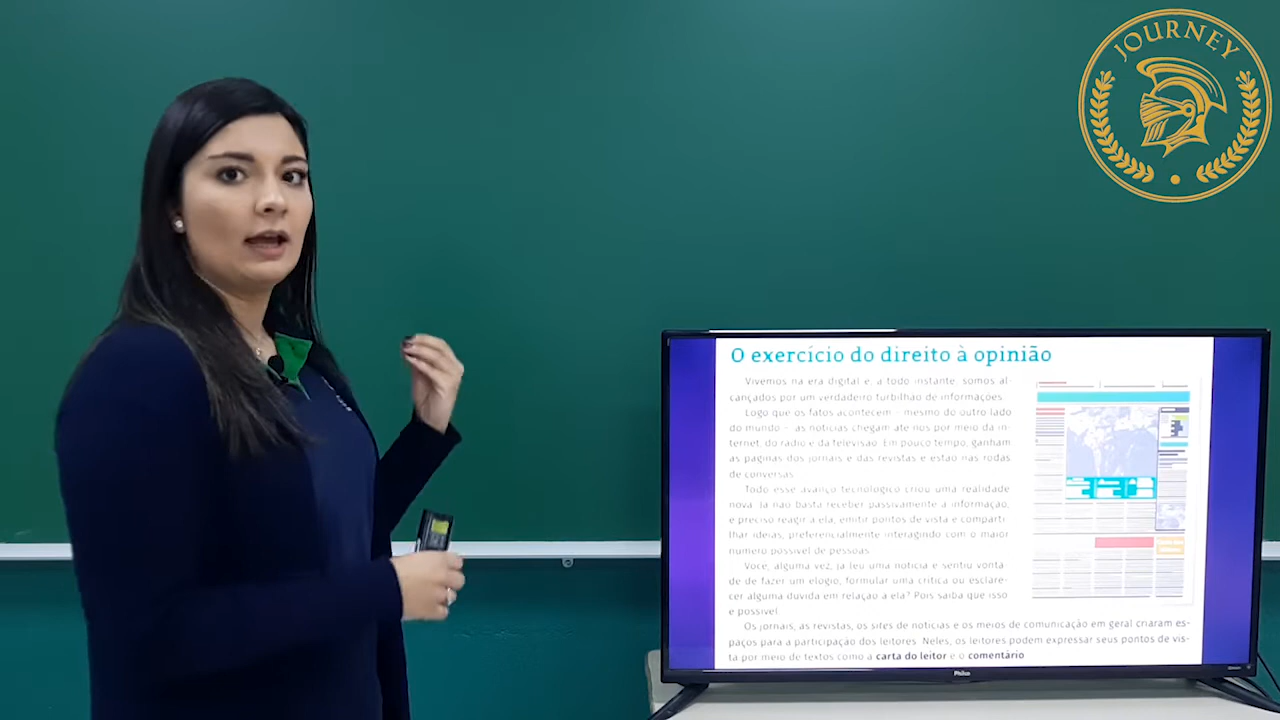 JOURNEY
O exercício do direito à opinião
Vivemos na era digital e, a todo instante, somos al-
cançados por um verdadeiro turbilhão de informações.
Logo que os fatos acontecem – mesmo do outro lado
do mundo –, as notícias chegam até nós por meio da in-
ternet, do rádio e da televisão. Em pouco tempo, ganham
as páginas dos jornais e das revistas e estão nas rodas
de conversas.
Todo esse avanço tecnológico criou uma realidade
nova. Já não basta receber passivamente a informação,
é preciso reagir a ela, emitir pontos de vista e comparti-
lhar ideias, preferencialmente interagindo com o maior
número possível de pessoas.
Você, alguma vez, já leu uma notícia e sentiu vonta-
de de fazer um elogio, formular uma crítica ou esclare-
cer alguma dúvida em relação a ela? Pois saiba que isso
é possível.
Os jornais, as revistas, os sites de notícias e os meios de comunicação em geral criaram es-
paços para a participação dos leitores. Neles, os leitores podem expressar seus pontos de vis-
ta por meio de textos como a carta do leitor e o comentário
Philco